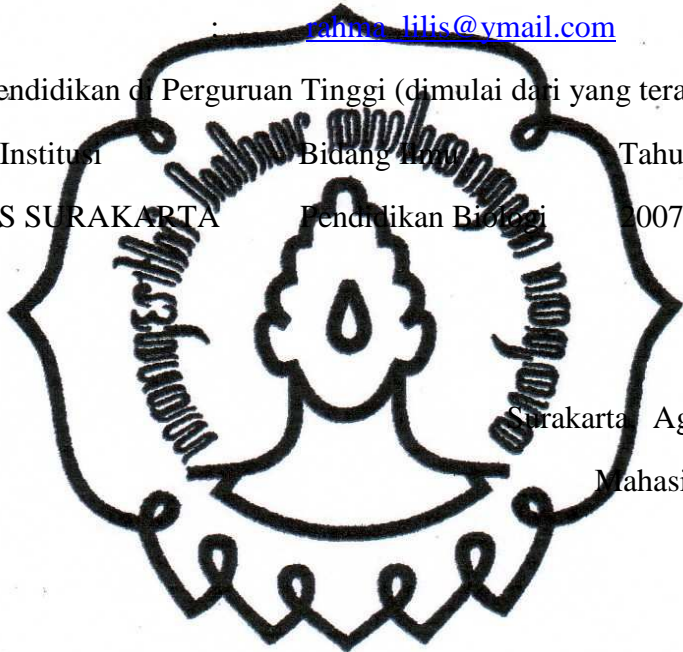 : rahma_lilis@ymail.com
endidikan di Perguruan Tinggi (dimulai dari yang tera
Institusi Bidang Ilmu Tahu
S SURAKARTA Pendidikan Biologi 2007
Surakarta, Ag
Mahasi